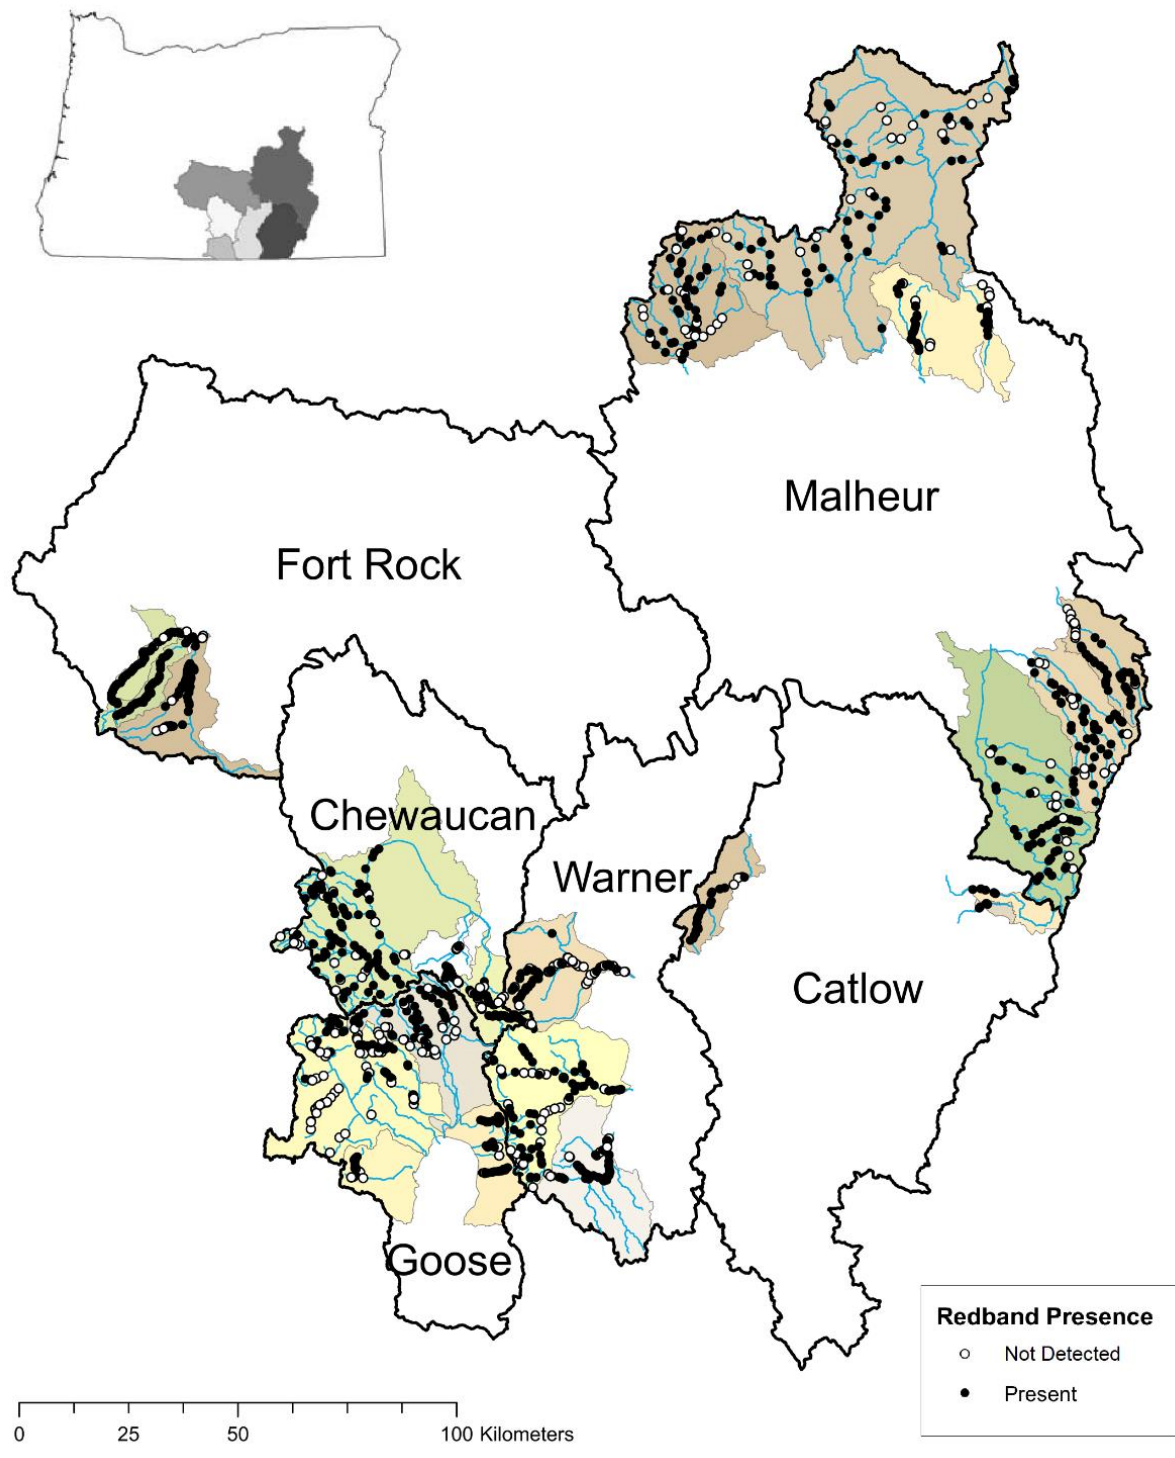 Malheur
Fort Rock
Chewaucan
Warner
Catlow
Goose
Redband Presence
Not Detected
Present
0 25 50 100 Kilometers